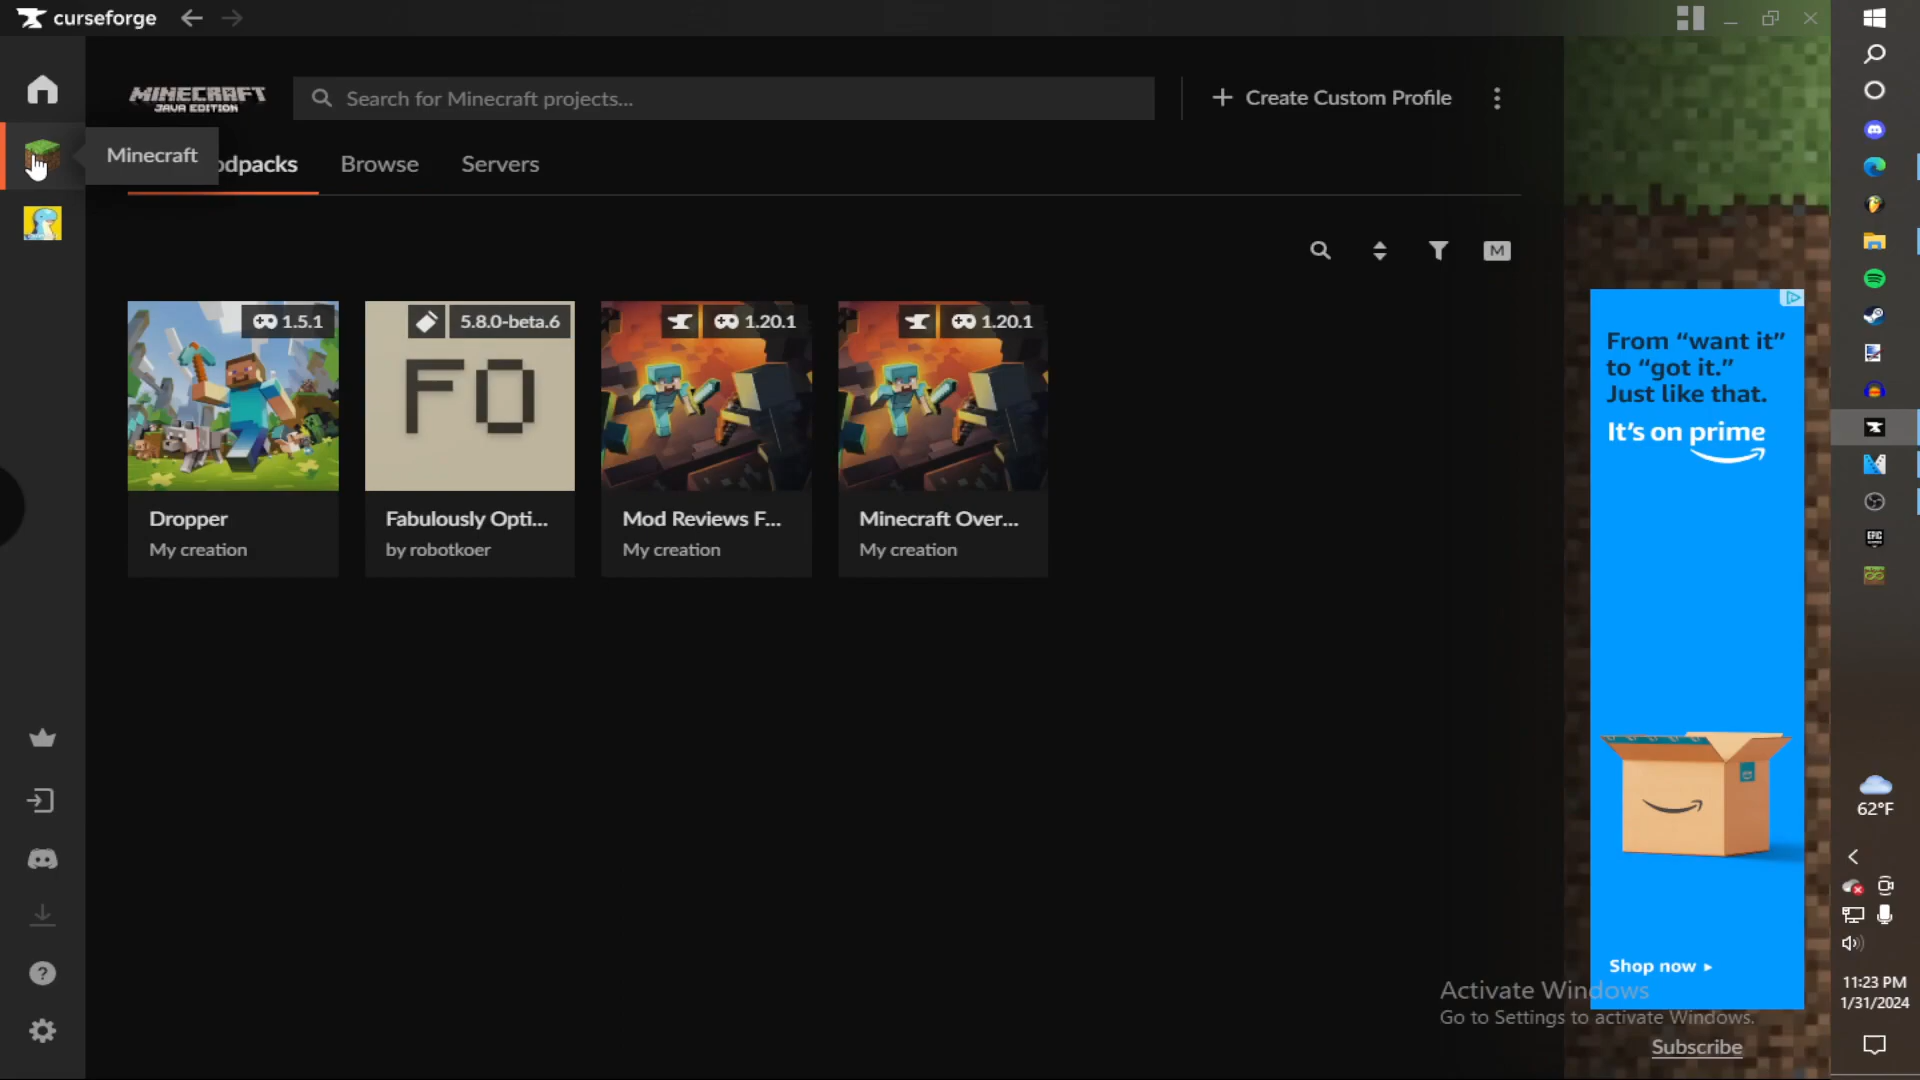 curseforge
MINECRAFT
JAVA EDITION
Search for Minecraft projects...
Create Custom Profile
Minecraft
odpacks
Browse
Servers
M
1.5.1
5.8.0-beta.6
1.20.1
1.20.1
FO
Dropper
My creation
Fabulously Opti...
by robotkoer
Mod Reviews F...
My creation
Minecraft Over...
My creation
From “want it”
to “got it.”
Just like that.
It’s on prime
Shop now ▸
Activate Windows
Go to Settings to activate Windows.
Subscribe
EPIC
62°F
11:23 PM
1/31/2024